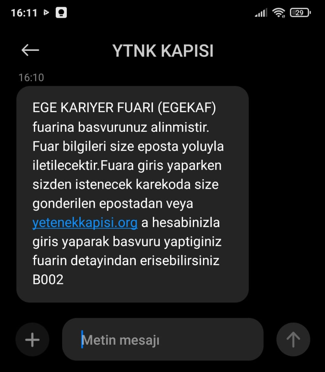 16:11
29
YTNK KAPISI
16:10
EGE KARIYER FUARI (EGEKAF)
fuarina basvurunuz alinmistir.
Fuar bilgileri size eposta yoluyla
iletilecektir.Fuara giris yaparken
sizden istenecek karekoda size
gonderilen epostadan veya
yetenekkapisi.org a hesabinizla
giris yaparak basvuru yaptiginiz
fuarin detayindan erisebilirsiniz
B002
Metin mesajı